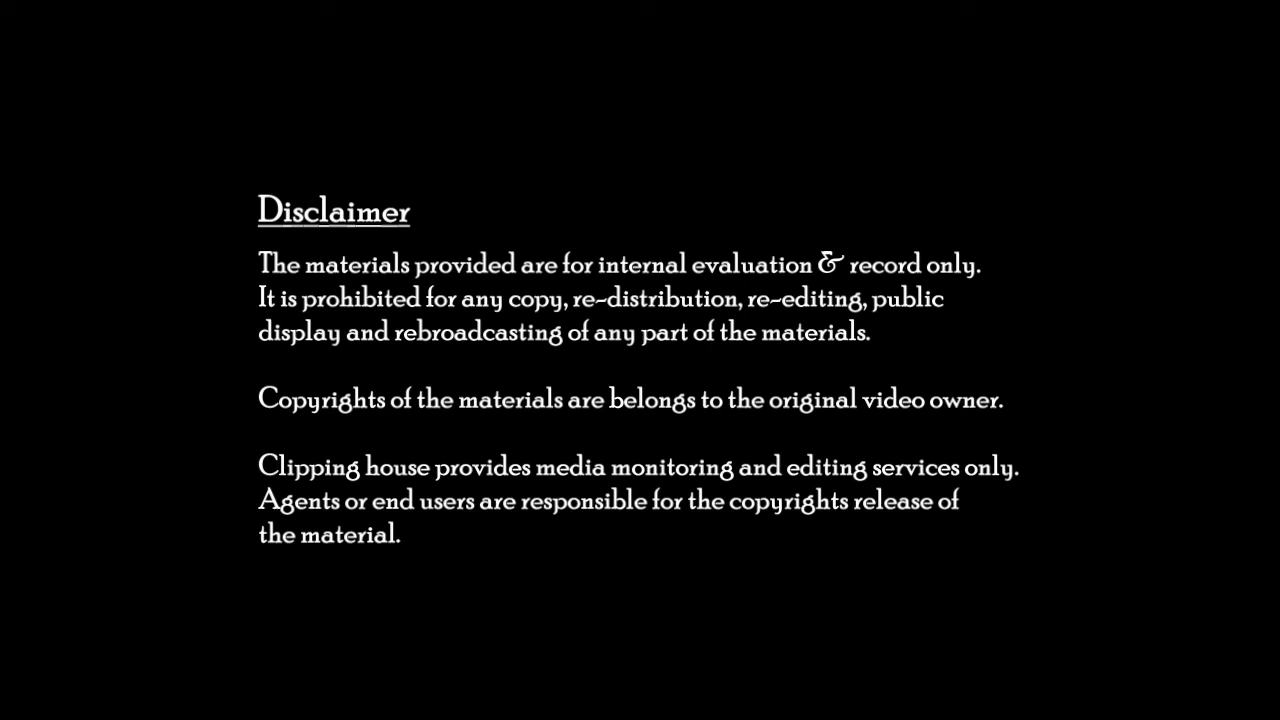 Disclaimer
The materials provided are for internal evaluation & record only.
It is prohibited for any copy, re-distribution, re-editing, public
display and rebroadcasting of any part of the materials.
Copyrights of the materials are belongs to the original video owner.
Clipping house provides media monitoring and editing services only.
Agents or end users are responsible for the copyrights release of
the material.